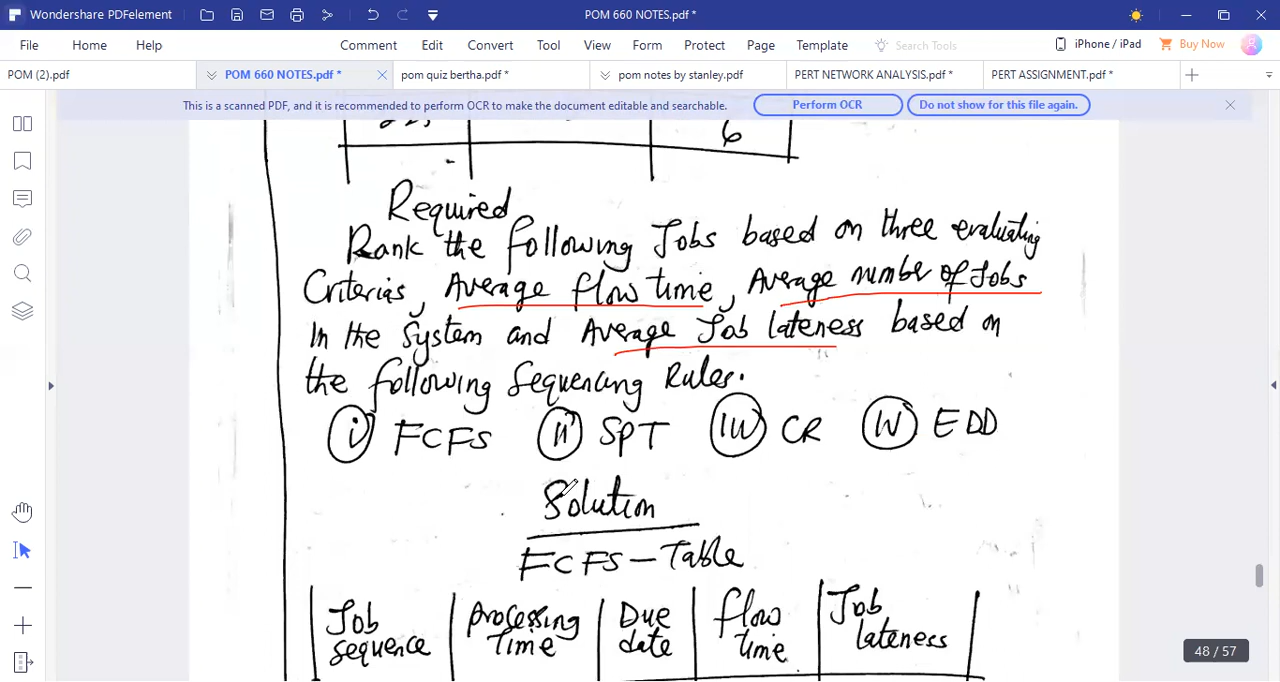 Wondershare PDFelement
POM 660 NOTES.pdf *
File Home Help Comment Edit Convert Tool View Form Protect Page Template Search Tools iPhone / iPad Buy Now
POM (2).pdf POM 660 NOTES.pdf * pom quiz bertha.pdf * pom notes by stanley.pdf PERT NETWORK ANALYSIS.pdf * PERT ASSIGNMENT.pdf *
This is a scanned PDF, and it is recommended to perform OCR to make the document editable and searchable. Perform OCR Do not show for this file again.
6
Required
Rank the following Jobs based on three evaluating
Criterias, Average flow time, Average number of Jobs
In the System and Average Job lateness based on
the following Sequencing Rules.
(i) FCFS (ii) SPT (iii) CR (iv) EDD
Solution
FCFS - Table
Job sequence Processing Time Due date flow time Job lateness
48 / 57